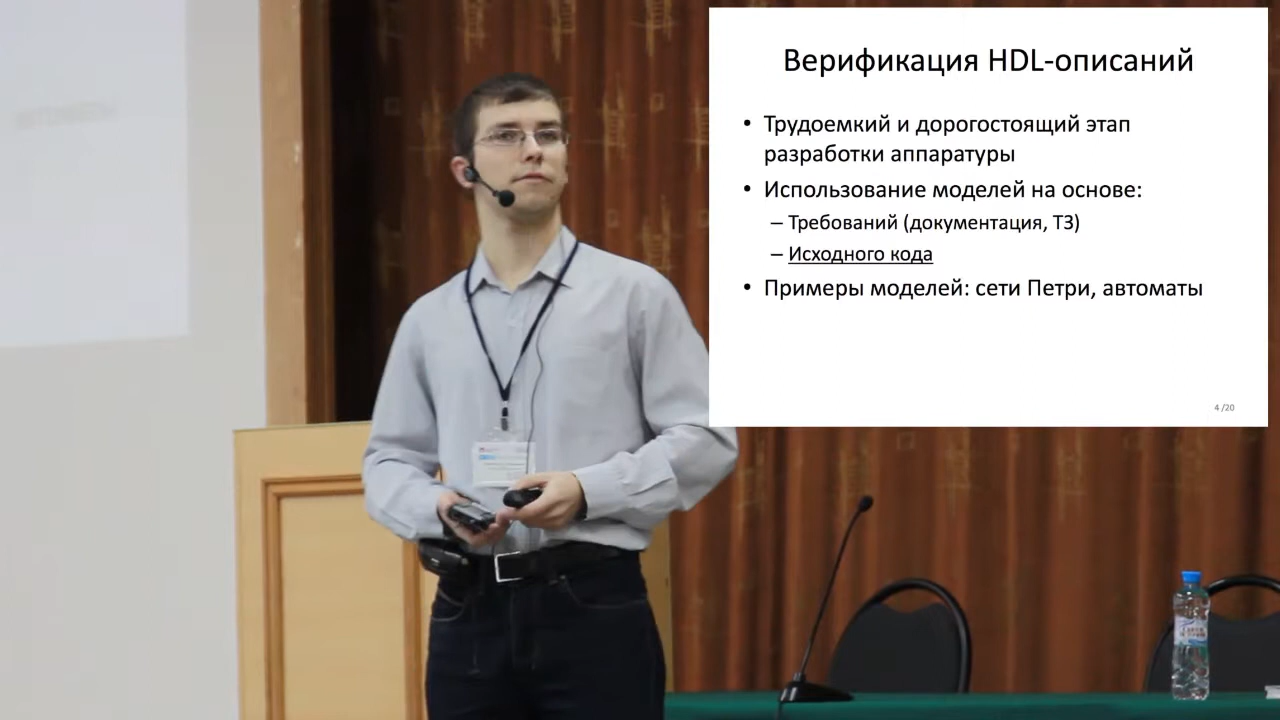 Верификация HDL-описаний
• Трудоемкий и дорогостоящий этап
разработки аппаратуры
• Использование моделей на основе:
– Требований (документация, ТЗ)
– Исходного кода
• Примеры моделей: сети Петри, автоматы
4 /20